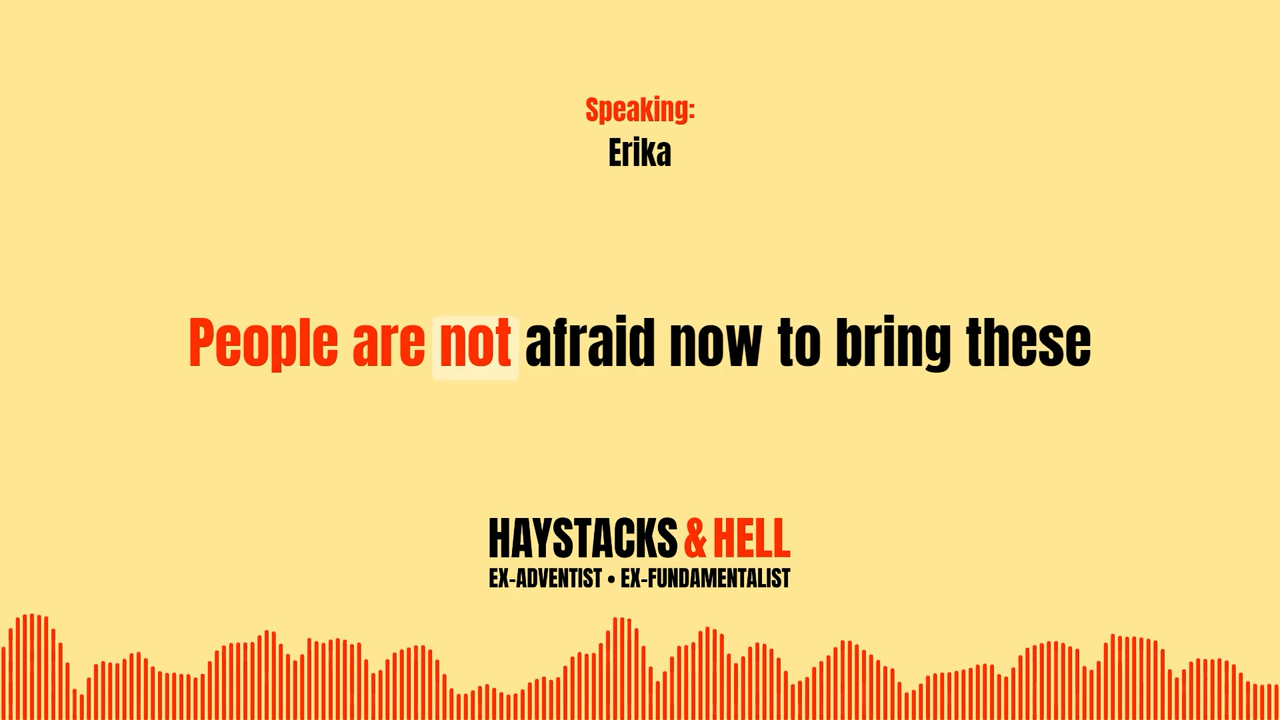 Speaking:
Erika
People are not afraid now to bring these
HAYSTACKS & HELL
EX-ADVENTIST • EX-FUNDAMENTALIST